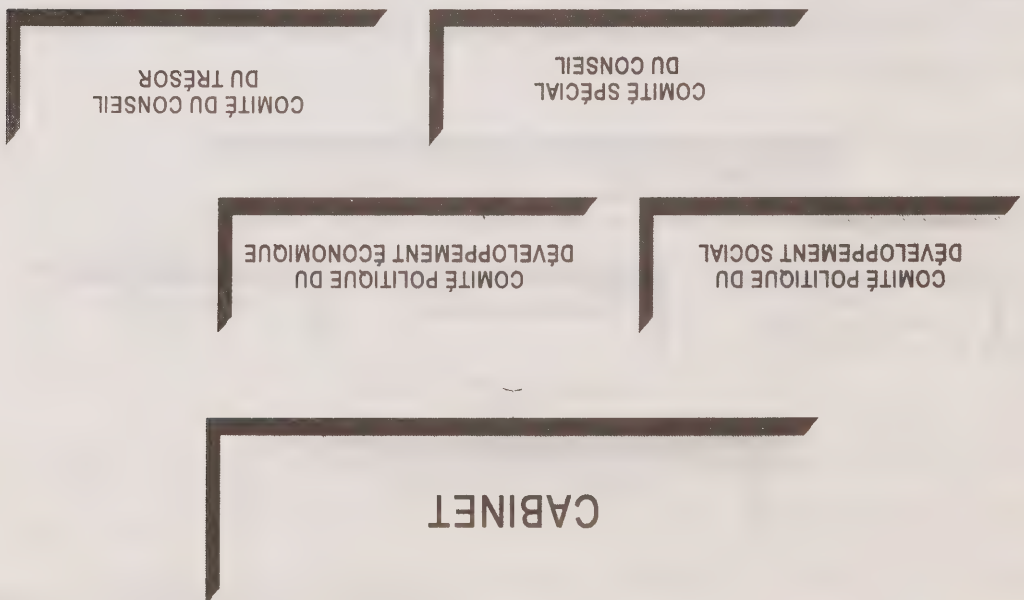 CABINET
COMITÉ POLITIQUE DU
DÉVELOPPEMENT SOCIAL
COMITÉ POLITIQUE DU
DÉVELOPPEMENT ÉCONOMIQUE
COMITÉ SPÉCIAL
DU CONSEIL
COMITÉ DU CONSEIL
DU TRÉSOR